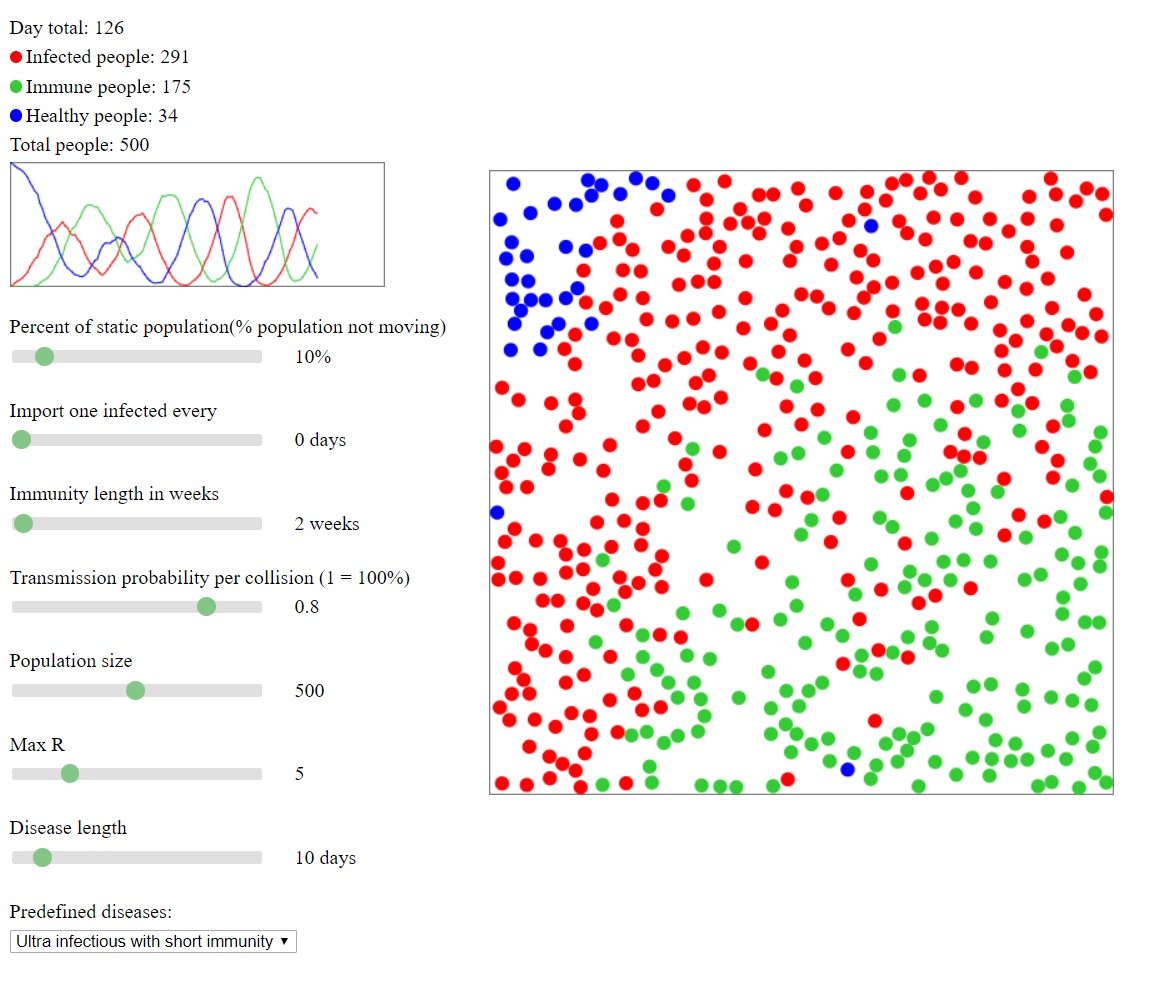 Day total: 126
Infected people: 291
Immune people: 175
Healthy people: 34
Total people: 500
Percent of static population(% population not moving)
10%
Import one infected every
0 days
Immunity length in weeks
2 weeks
Transmission probability per collision (1 = 100%)
0.8
Population size
500
Max R
5
Disease length
10 days
Predefined diseases:
Ultra infectious with short immunity